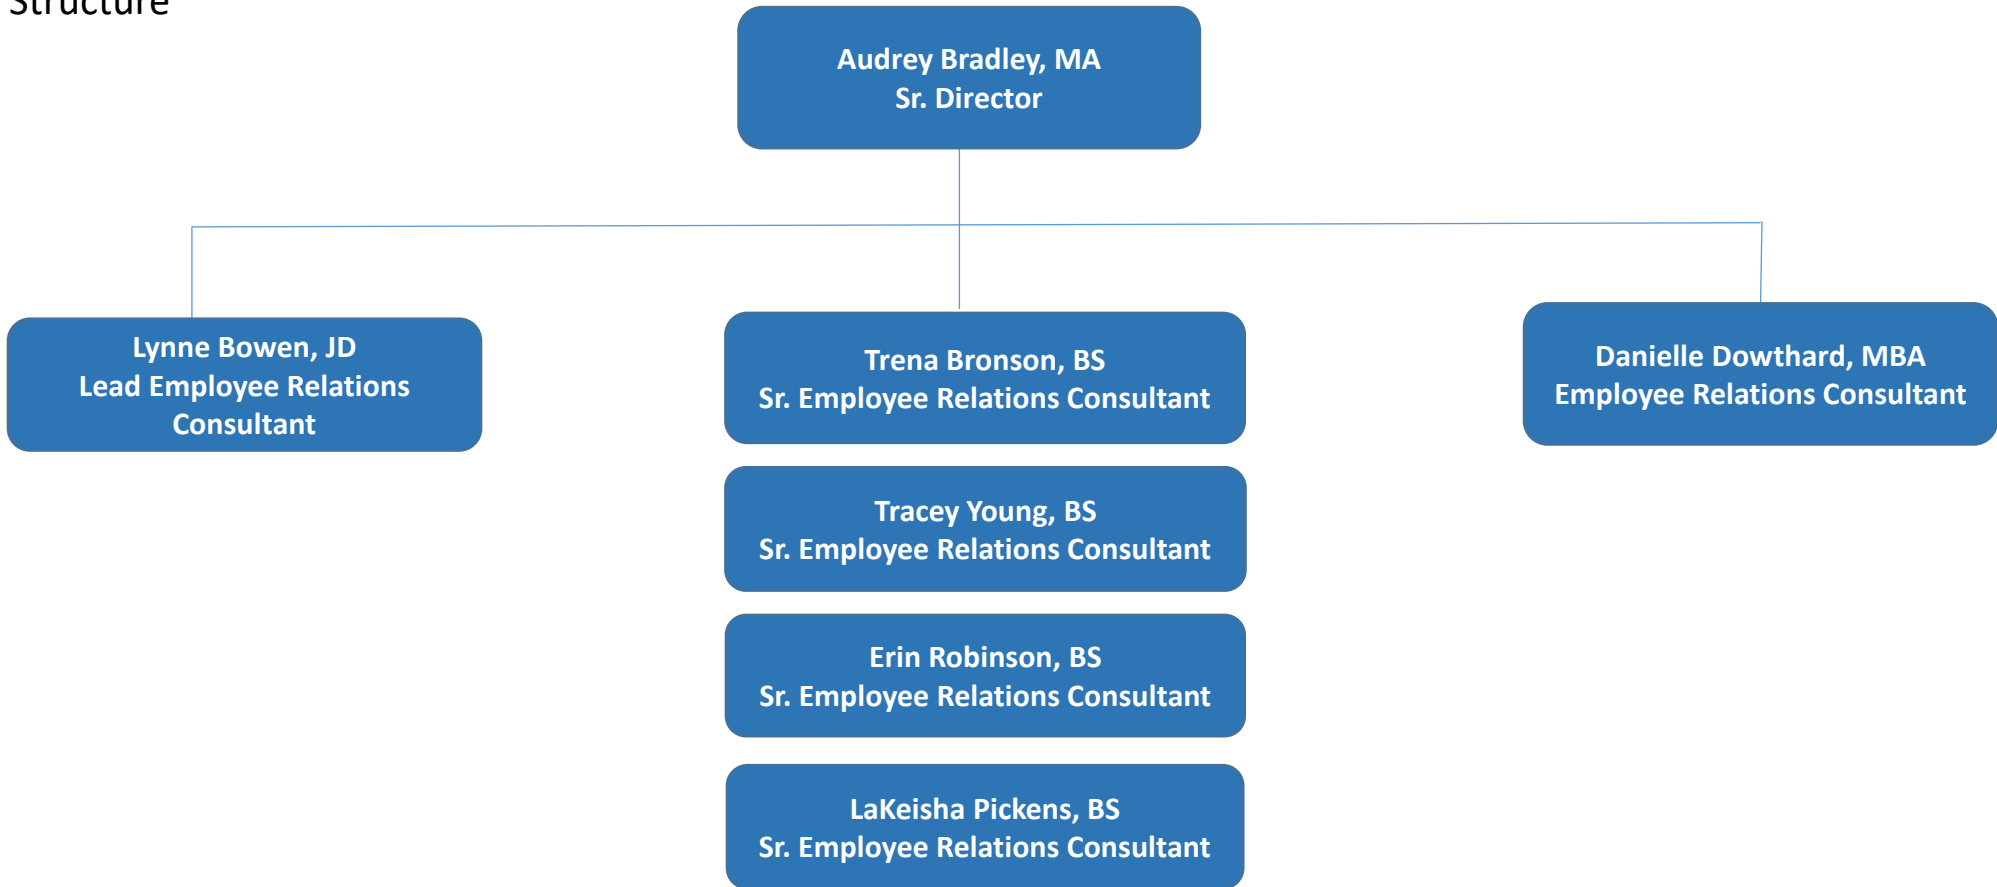 Structure
Audrey Bradley, MA
Sr. Director
Lynne Bowen, JD
Lead Employee Relations
Consultant
Trena Bronson, BS
Sr. Employee Relations Consultant
Danielle Dowthard, MBA
Employee Relations Consultant
Tracey Young, BS
Sr. Employee Relations Consultant
Erin Robinson, BS
Sr. Employee Relations Consultant
LaKeisha Pickens, BS
Sr. Employee Relations Consultant